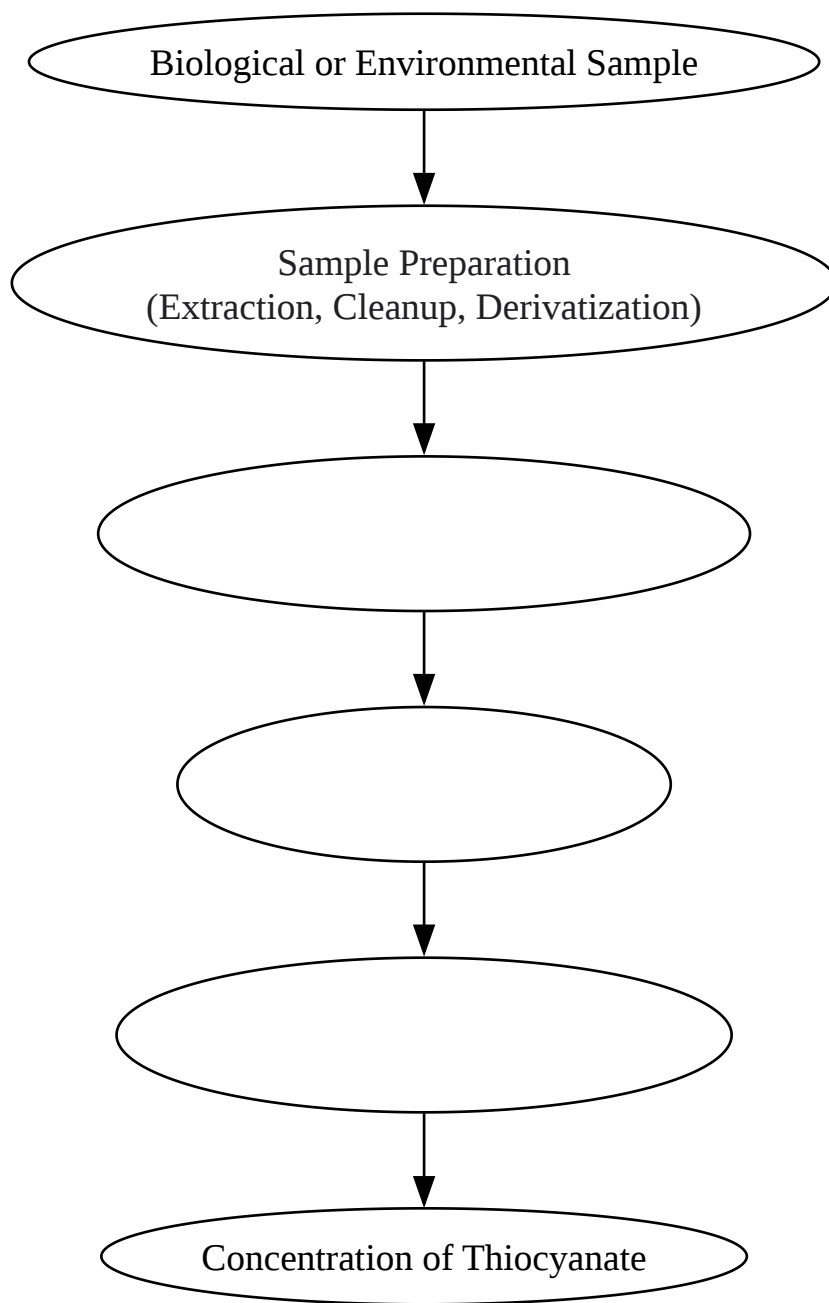 Biological or Environmental Sample
Sample Preparation
(Extraction, Cleanup, Derivatization)
Concentration of Thiocyanate